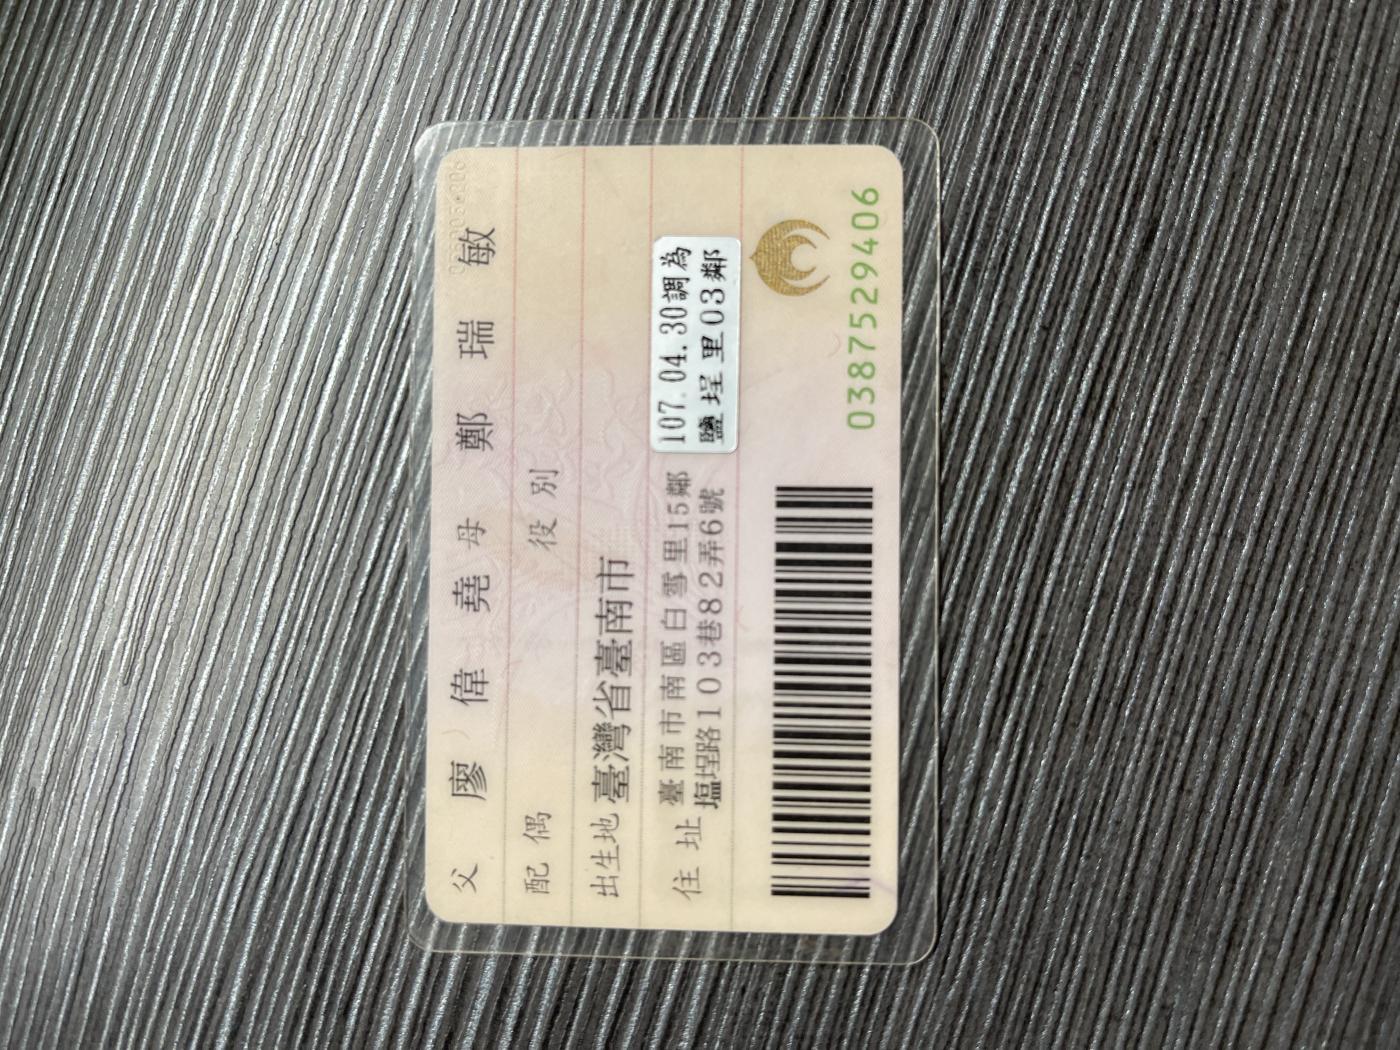 父 廖 偉 堯 母 鄭 瑞 敏
配 偶 役 別
出生地 臺灣省臺南市
住 址 臺南市南區白雪里15鄰
塩埕路103巷82弄6號
107.04.30調為
鹽埕里03鄰
0387529406